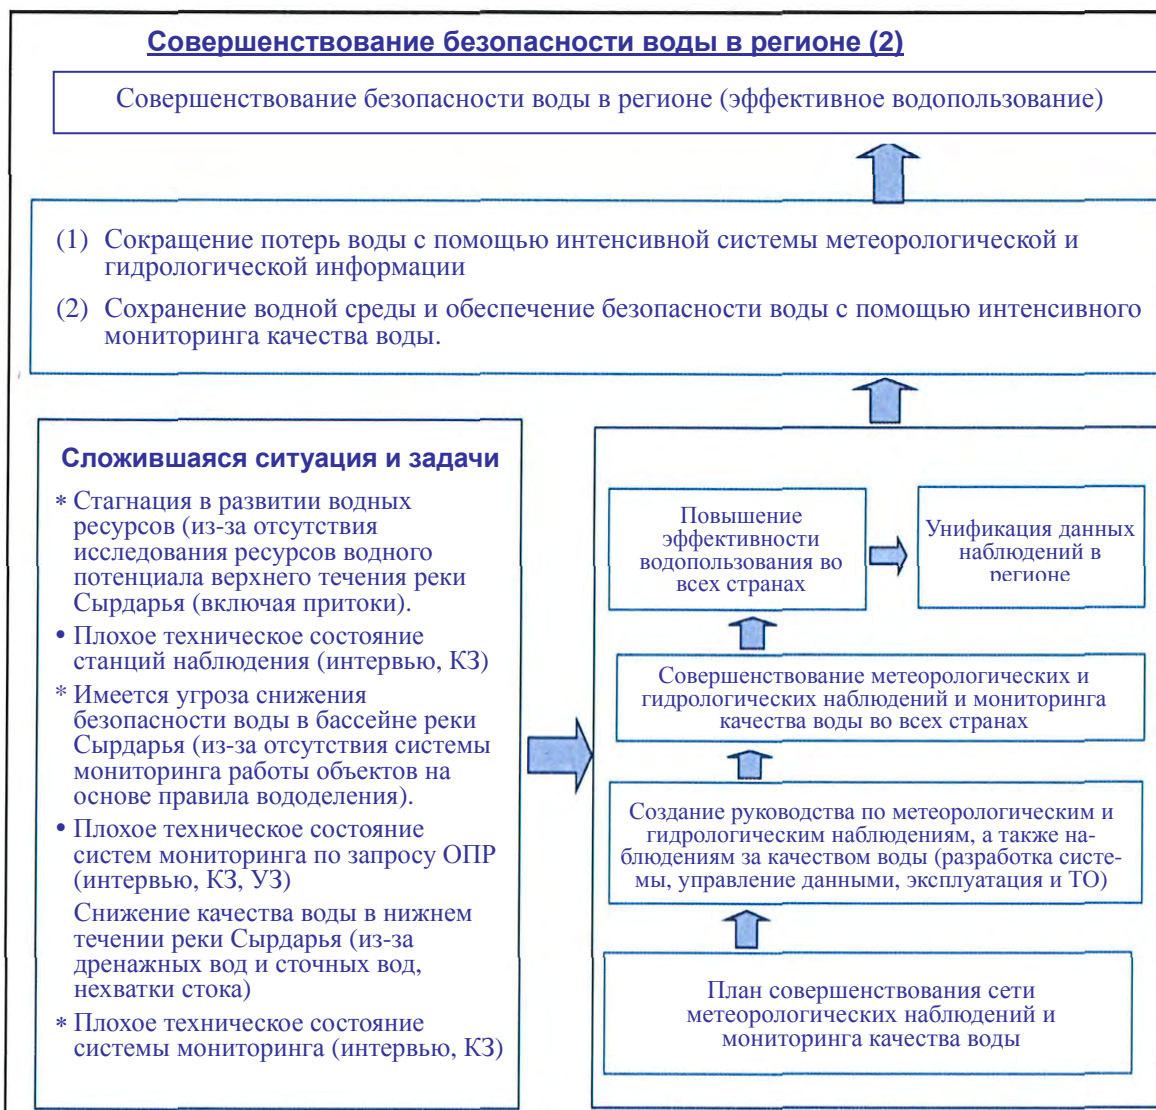 Совершенствование безопасности воды в регионе (2)
Совершенствование безопасности воды в регионе (эффективное водопользование)
(1) Сокращение потерь воды с помощью интенсивной системы метеорологической и
гидрологической информации
(2) Сохранение водной среды и обеспечение безопасности воды с помощью интенсивного
мониторинга качества воды.
Сложившаяся ситуация и задачи
* Стагнация в развитии водных
ресурсов (из-за отсутствия
исследования ресурсов водного
потенциала верхнего течения реки
Сырдарья (включая притоки).
• Плохое техническое состояние
станций наблюдения (интервью, КЗ)
* Имеется угроза снижения
безопасности воды в бассейне реки
Сырдарья (из-за отсутствия системы
мониторинга работы объектов на
основе правила вододеления).
• Плохое техническое состояние
систем мониторинга по запросу ОПР
(интервью, КЗ, УЗ)
Снижение качества воды в нижнем
течении реки Сырдарья (из-за
дренажных вод и сточных вод,
нехватки стока)
* Плохое техническое состояние
системы мониторинга (интервью, КЗ)
Повышение
эффективности
водопользования во
всех странах
Унификация данных
наблюдений в
регионе
Совершенствование метеорологических и
гидрологических наблюдений и мониторинга
качества воды во всех странах
Создание руководства по метеорологическим и
гидрологическим наблюдениям, а также на-
блюдениям за качеством воды (разработка систе-
мы, управление данными, эксплуатация и ТО)
План совершенствования сети
метеорологических наблюдений и
мониторинга качества воды